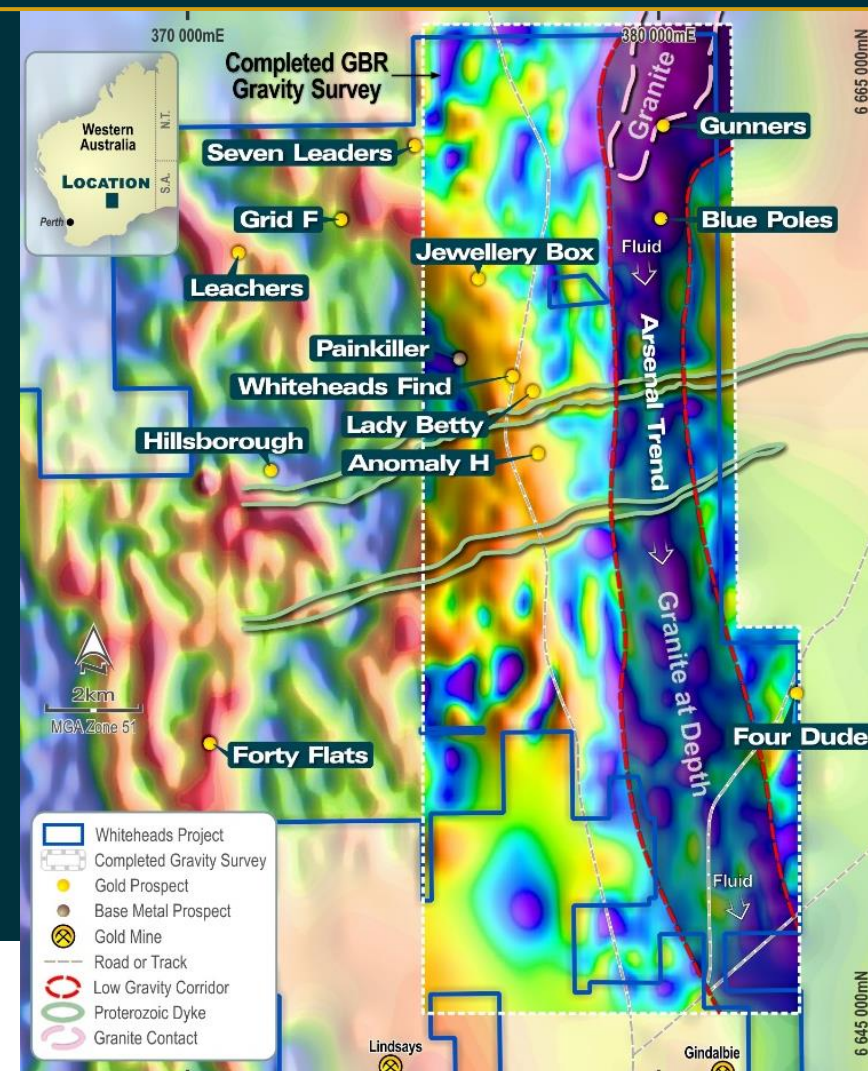 370 000mE
380 000mE
6 665 000mN
Completed GBR
Gravity Survey
Western
Australia
N.T.
S.A.
LOCATION
Perth
Granite
Gunners
Seven Leaders
Grid F
Blue Poles
Leachers
Jewellery Box
Fluid
Painkiller
Arsenal Trend
Whiteheads Find
Lady Betty
Hillsborough
Anomaly H
Granite at Depth
2km
MGA Zone 51
Forty Flats
Four Dude
Whiteheads Project
Completed Gravity Survey
Gold Prospect
Base Metal Prospect
Gold Mine
Road or Track
Low Gravity Corridor
Proterozoic Dyke
Granite Contact
Fluid
6 645 000mN
Lindsays
Gindalbie